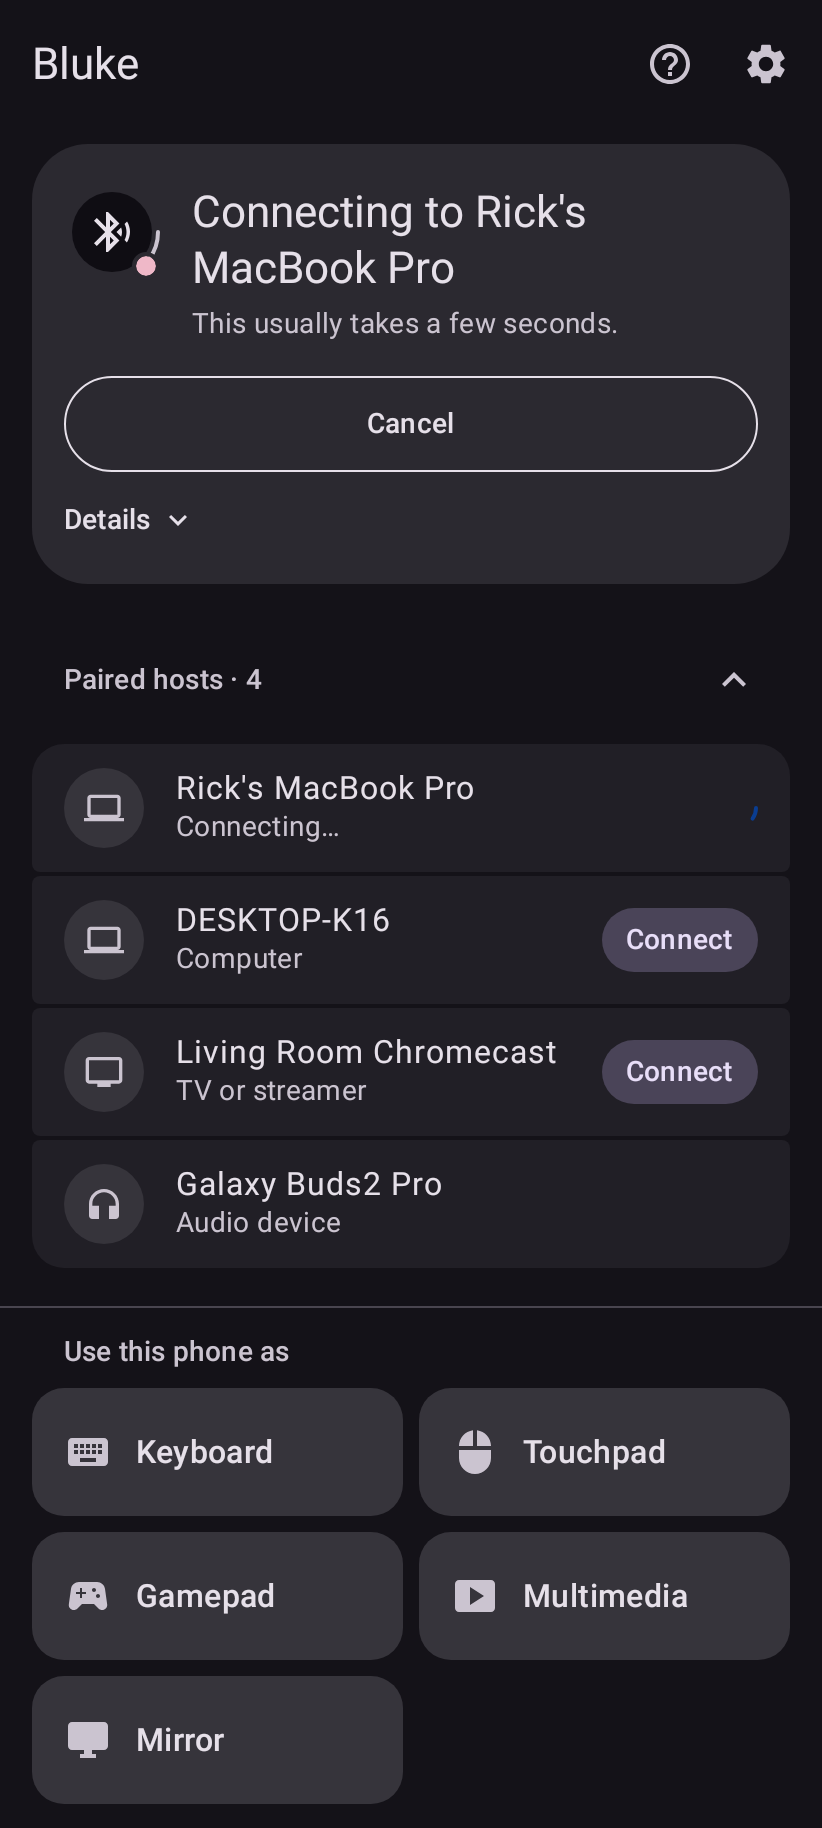 Bluke
Connecting to Rick's
MacBook Pro
This usually takes a few seconds.
Cancel
Details
Paired hosts · 4
Rick's MacBook Pro
Connecting…
DESKTOP-K16
Computer
Connect
Living Room Chromecast
TV or streamer
Connect
Galaxy Buds2 Pro
Audio device
Use this phone as
Keyboard
Touchpad
Gamepad
Multimedia
Mirror